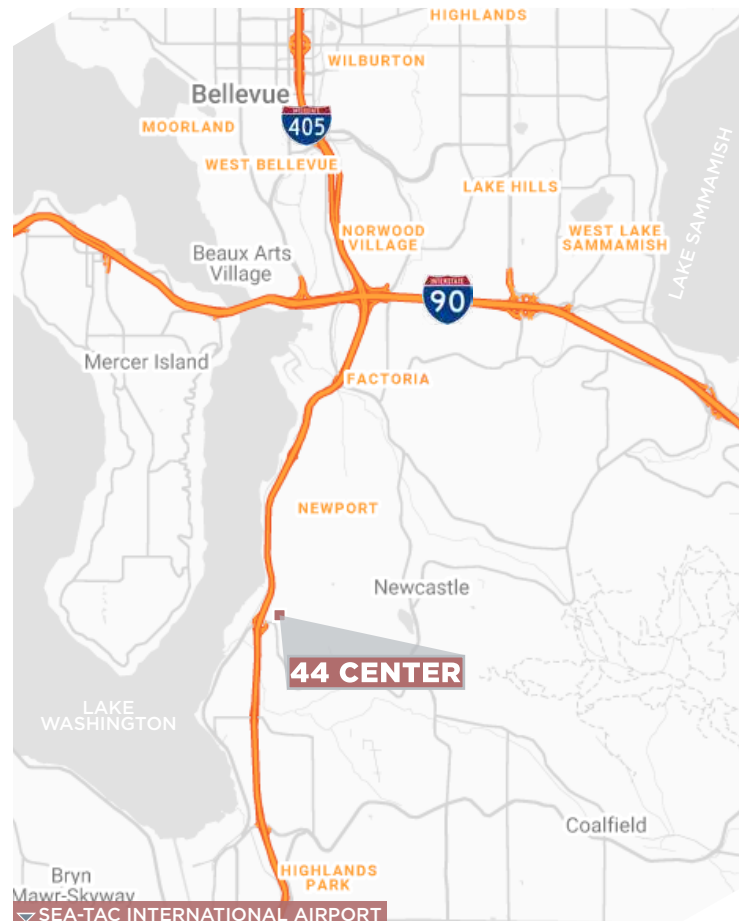 HIGHLANDS
WILBURTON
Bellevue
INTERSTATE
405
MOORLAND
WEST BELLEVUE
LAKE HILLS
LAKE SAMMAMISH
NORWOOD
VILLAGE
WEST LAKE
SAMMAMISH
Beaux Arts
Village
INTERSTATE
90
Mercer Island
FACTORIA
NEWPORT
Newcastle
44 CENTER
LAKE
WASHINGTON
Coalfield
HIGHLANDS
PARK
Bryn
Mawr-Skyway
SEA-TAC INTERNATIONAL AIRPORT